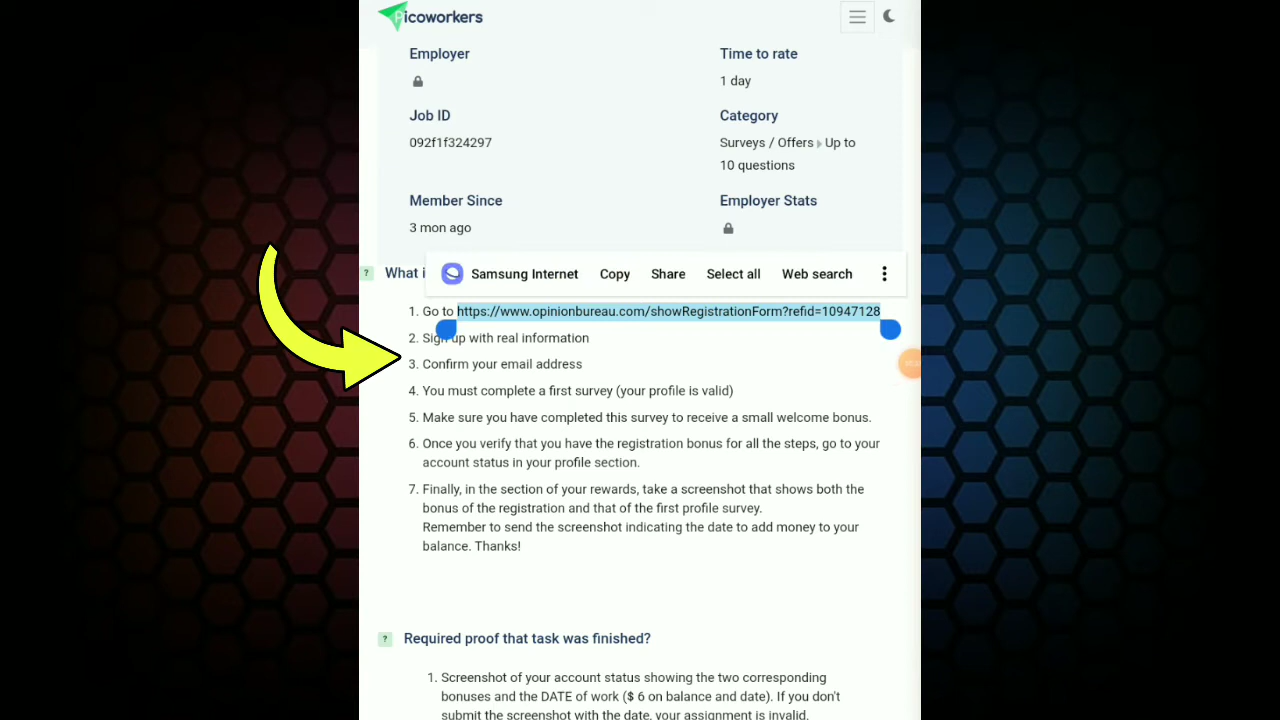 Picoworkers
Employer
Time to rate
1 day
Job ID
Category
092f1f324297
Surveys / Offers Up to
10 questions
Member Since
Employer Stats
3 mon ago
? What i
Samsung Internet Copy Share Select all Web search
1. Go to https://www.opinionbureau.com/showRegistrationForm?refid=10947128
2. Sign up with real information
3. Confirm your email address
4. You must complete a first survey (your profile is valid)
5. Make sure you have completed this survey to receive a small welcome bonus.
6. Once you verify that you have the registration bonus for all the steps, go to your
account status in your profile section.
7. Finally, in the section of your rewards, take a screenshot that shows both the
bonus of the registration and that of the first profile survey.
Remember to send the screenshot indicating the date to add money to your
balance. Thanks!
? Required proof that task was finished?
1. Screenshot of your account status showing the two corresponding
bonuses and the DATE of work ($ 6 on balance and date). If you don't
submit the screenshot with the date, your assignment is invalid.